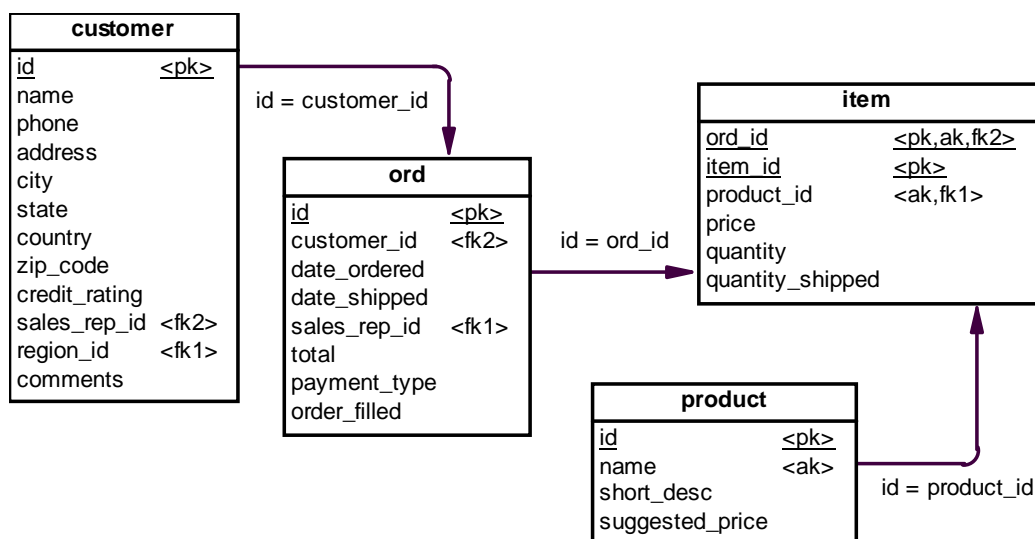 customer
id <pk>
name
phone
address
city
state
country
zip_code
credit_rating
sales_rep_id <fk2>
region_id <fk1>
comments
id = customer_id
ord
id <pk>
customer_id <fk2>
date_ordered
date_shipped
sales_rep_id <fk1>
total
payment_type
order_filled
id = ord_id
item
ord_id <pk,ak,fk2>
item_id <pk>
product_id <ak,fk1>
price
quantity
quantity_shipped
product
id <pk>
name <ak>
short_desc
suggested_price
id = product_id